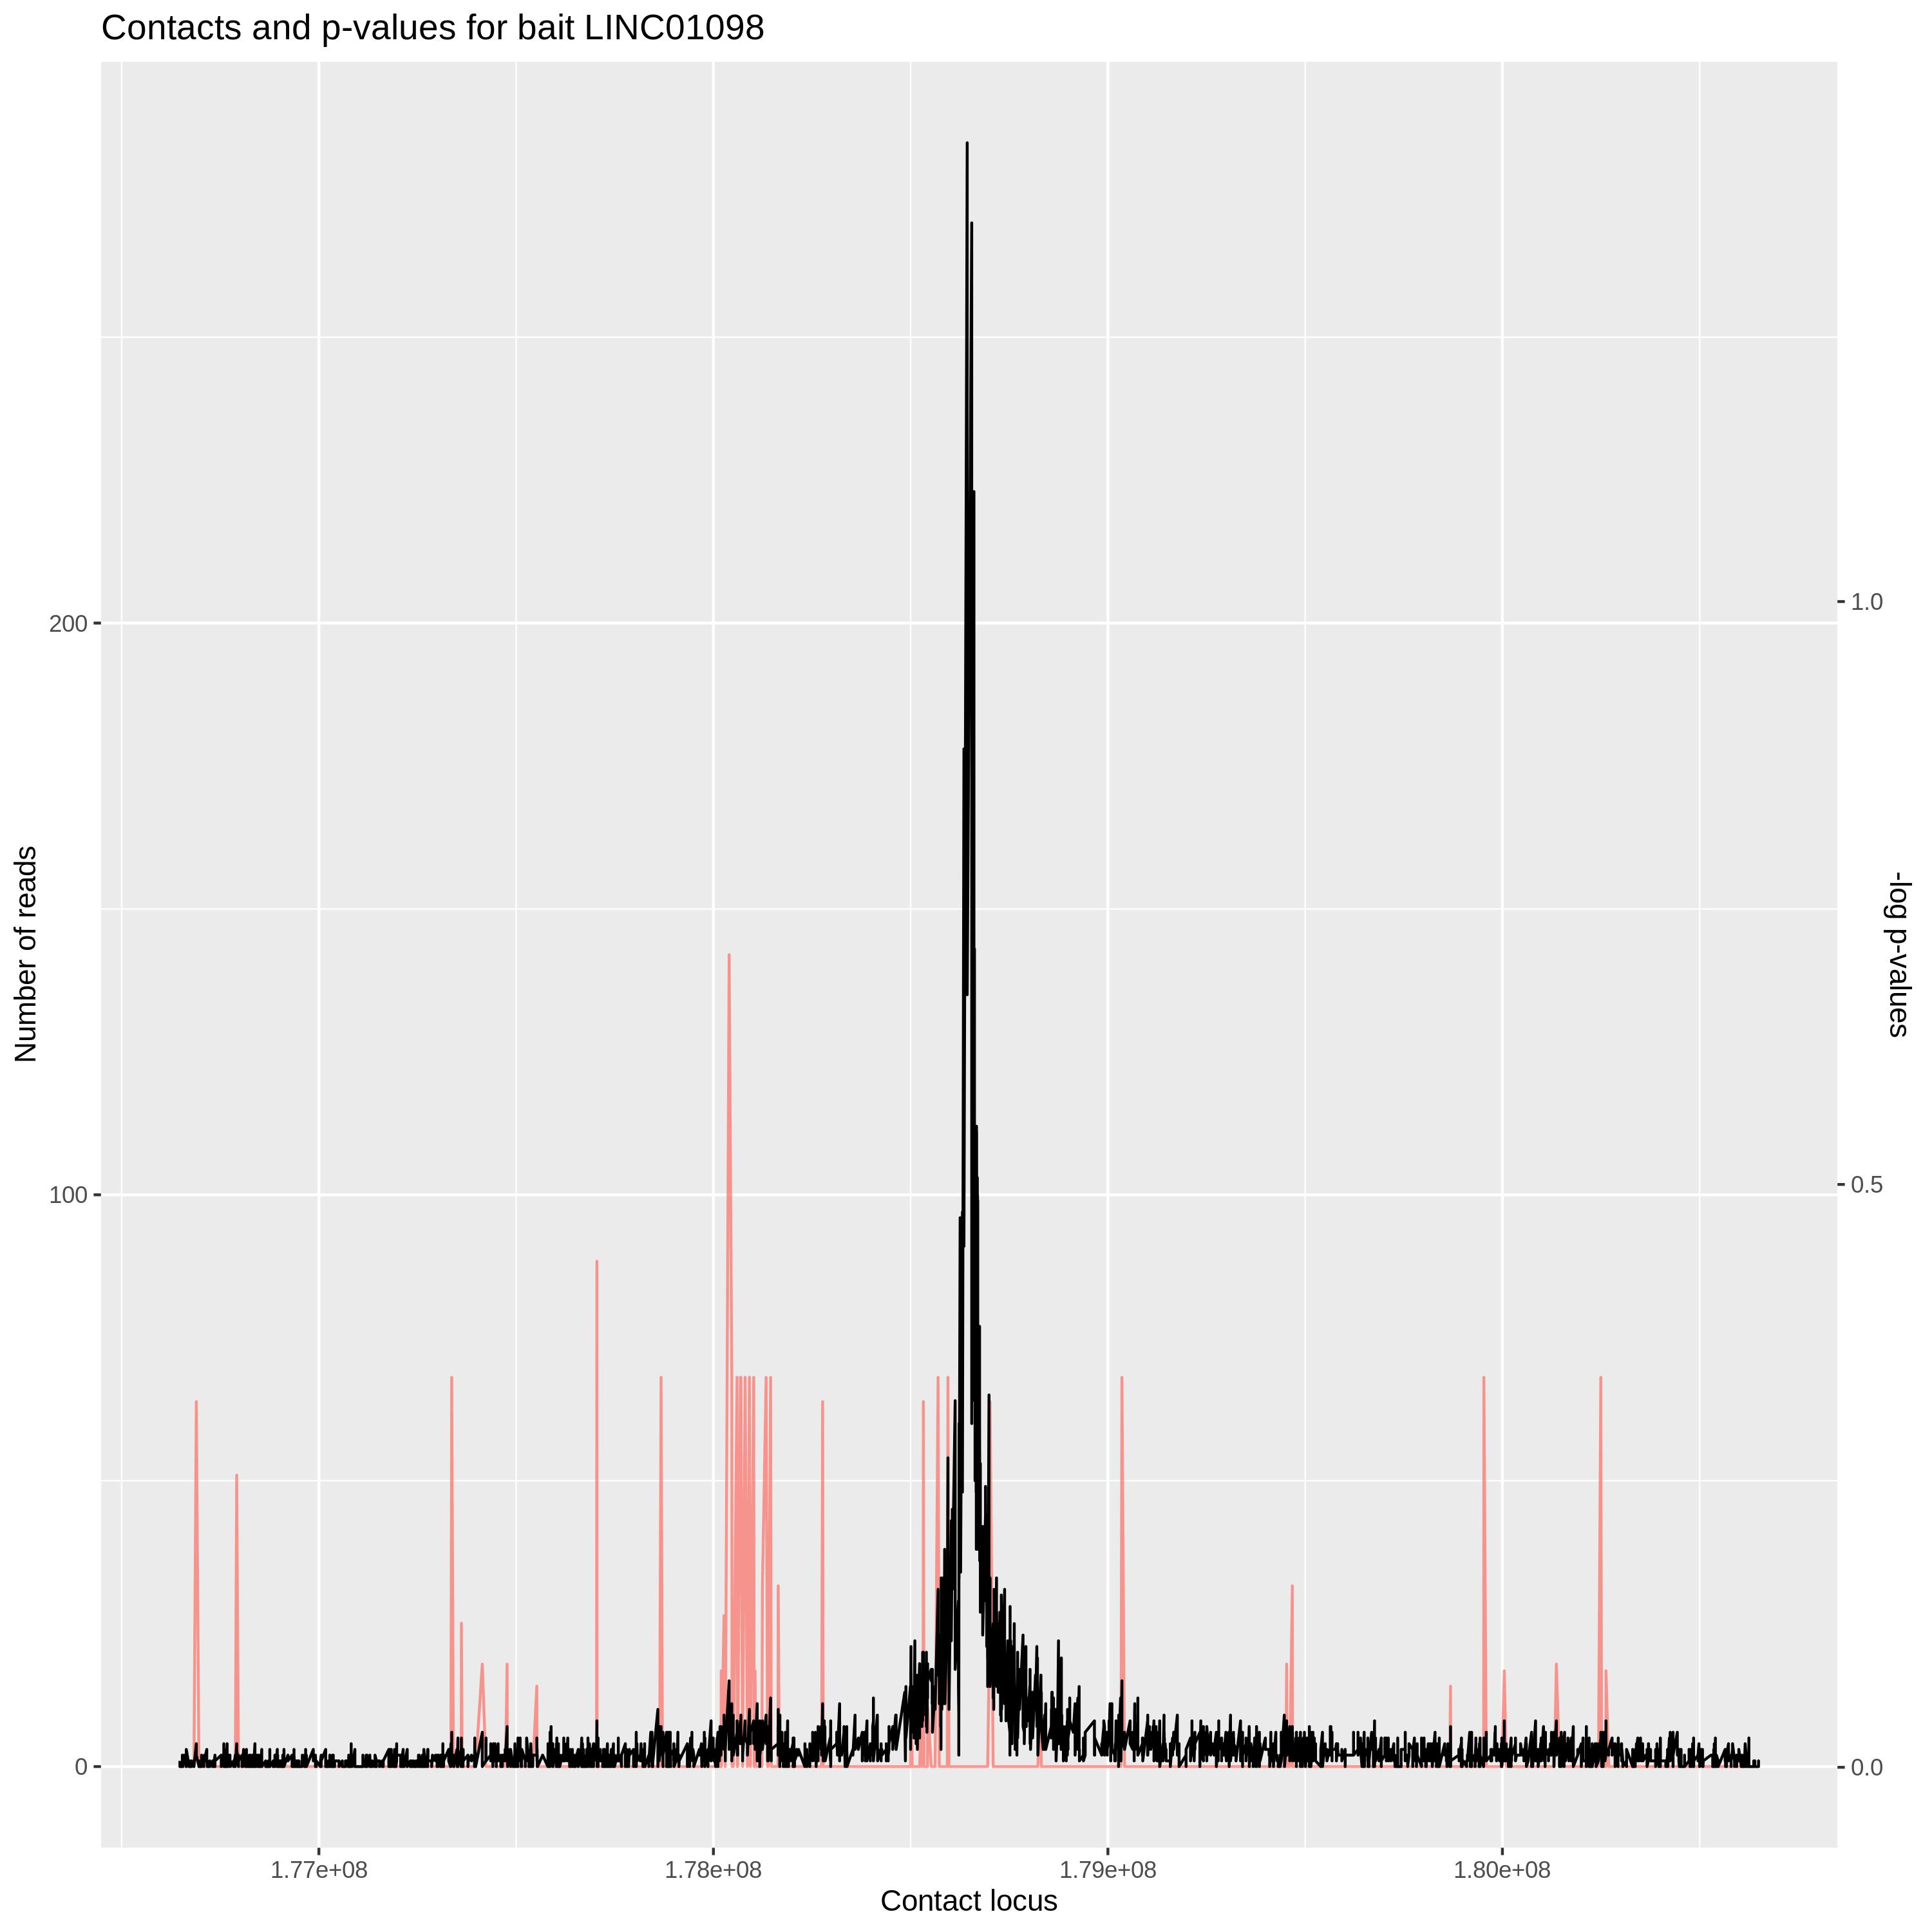 Contacts and p-values for bait LINC01098
Number of reads
200
100
0
1.0
0.5
0.0
-log p-values
1.77e+08
1.78e+08
1.79e+08
1.80e+08
Contact locus